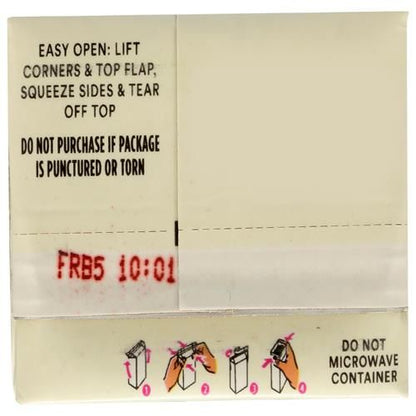 EASY OPEN: LIFT
CORNERS & TOP FLAP,
SQUEEZE SIDES & TEAR
OFF TOP
DO NOT PURCHASE IF PACKAGE
IS PUNCTURED OR TORN
FRB5 10:01
1 2 3 4
DO NOT
MICROWAVE
CONTAINER